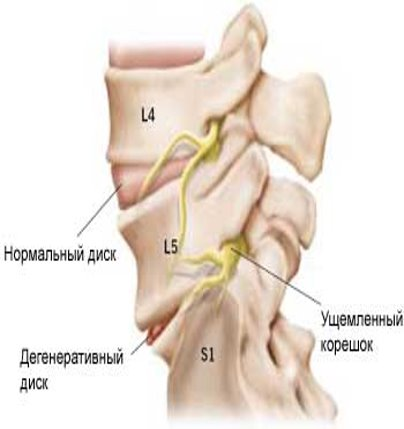 L4
Нормальный диск
L5
Ущемленный
корешок
Дегенеративный
диск
S1